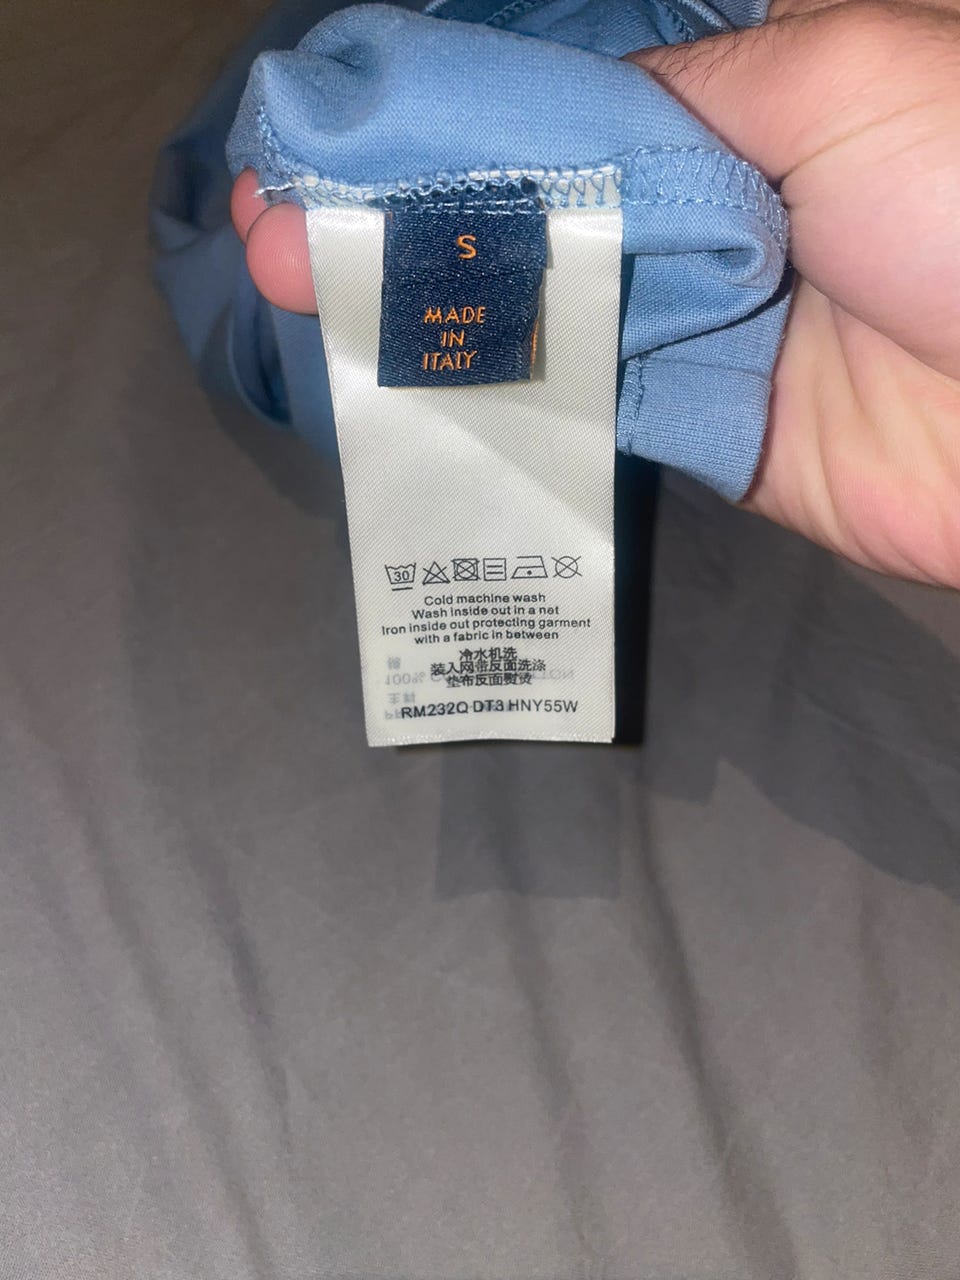 S
MADE
IN
ITALY
30
Cold machine wash
Wash inside out in a net
Iron inside out protecting garment
with a fabric in between
冷水机洗
装入网带反面洗涤
垫布反面熨烫
100%
RM232Q DT3 HNY55W